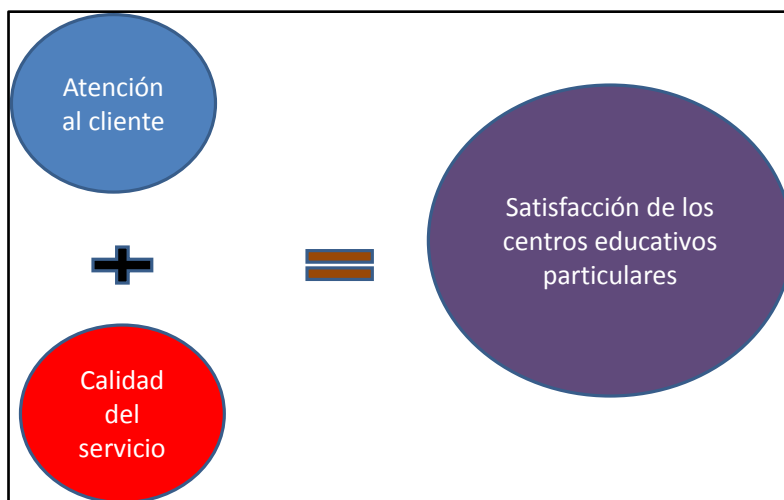 Atención
al cliente
Calidad
del
servicio
Satisfacción de los
centros educativos
particulares